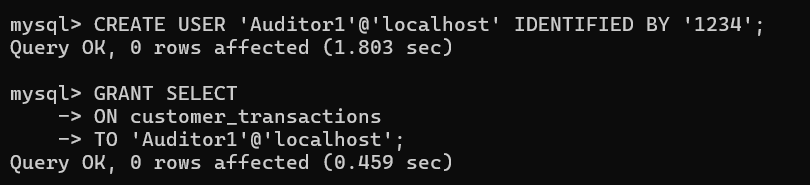 mysql> CREATE USER 'Auditor1'@'localhost' IDENTIFIED BY '1234';
Query OK, 0 rows affected (1.803 sec)
mysql> GRANT SELECT
    -> ON customer_transactions
    -> TO 'Auditor1'@'localhost';
Query OK, 0 rows affected (0.459 sec)